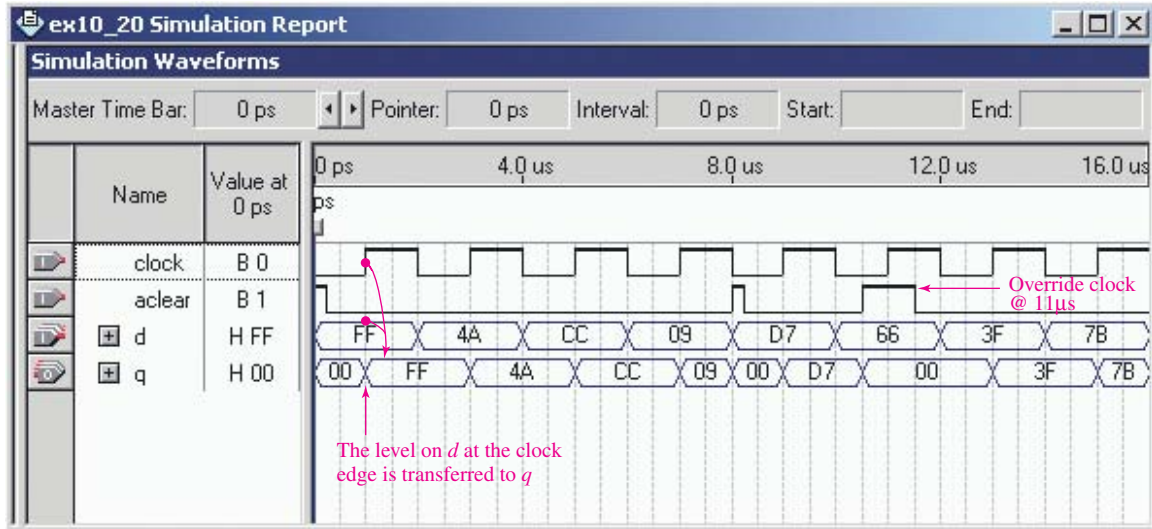 ex10_20 Simulation Report
Simulation Waveforms
Master Time Bar: 0 ps Pointer: 0 ps Interval: 0 ps Start: End:
Name Value at 0 ps
0 ps 4.0 us 8.0 us 12.0 us 16.0 us
ps
clock B 0
aclear B 1
Override clock
@ 11µs
d H FF FF 4A CC 09 D7 66 3F 7B
q H 00 00 FF 4A CC 09 00 D7 00 3F 7B
The level on d at the clock
edge is transferred to q